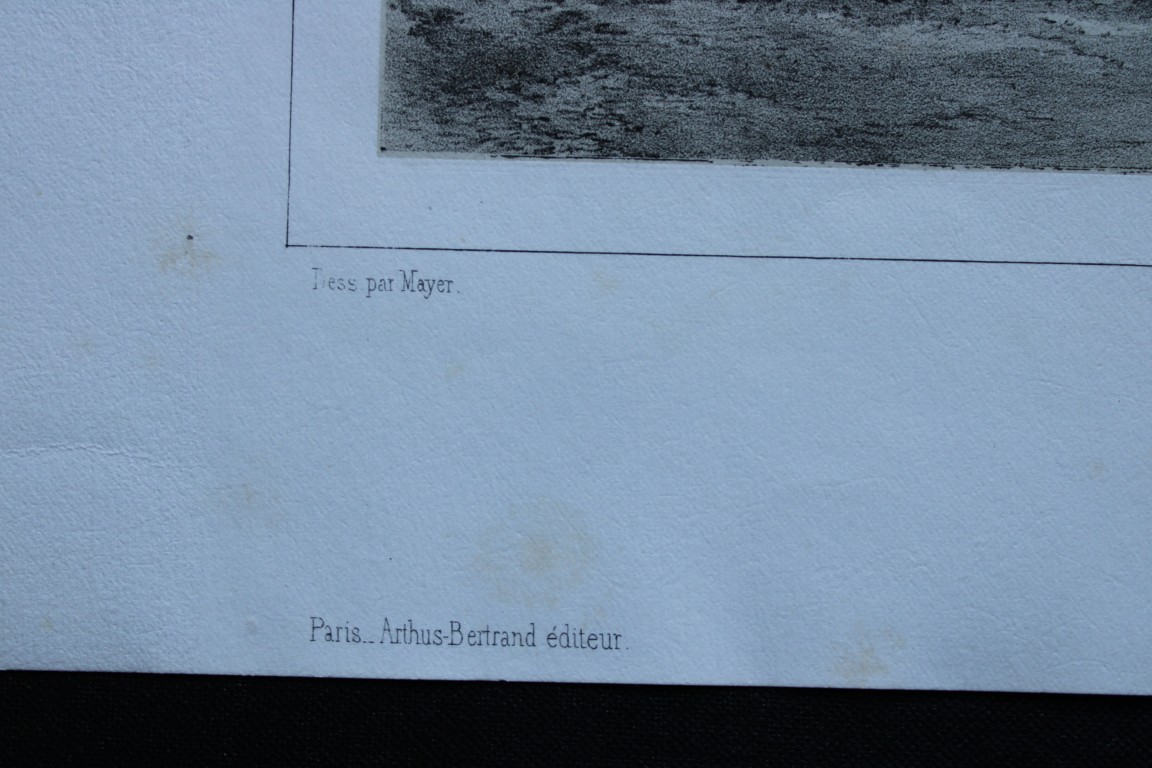 Dess par Mayer.
Paris._ Arthus-Bertrand éditeur.